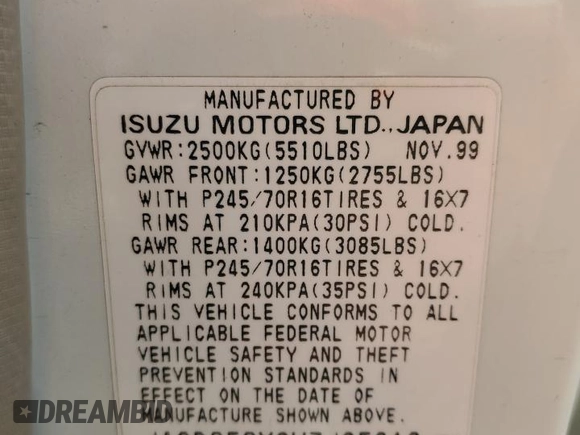 MANUFACTURED BY
ISUZU MOTORS LTD., JAPAN
GVWR:2500KG(5510LBS) NOV.99
GAWR FRONT:1250KG(2755LBS)
WITH P245/70R16TIRES & 16X7
RIMS AT 210KPA(30PSI) COLD.
GAWR REAR:1400KG(3085LBS)
WITH P245/70R16TIRES & 16X7
RIMS AT 240KPA(35PSI) COLD.
THIS VEHICLE CONFORMS TO ALL
APPLICABLE FEDERAL MOTOR
VEHICLE SAFETY AND THEFT
PREVENTION STANDARDS IN
EFFECT ON THE DATE OF
MANUFACTURE SHOWN ABOVE.
DREAMBID